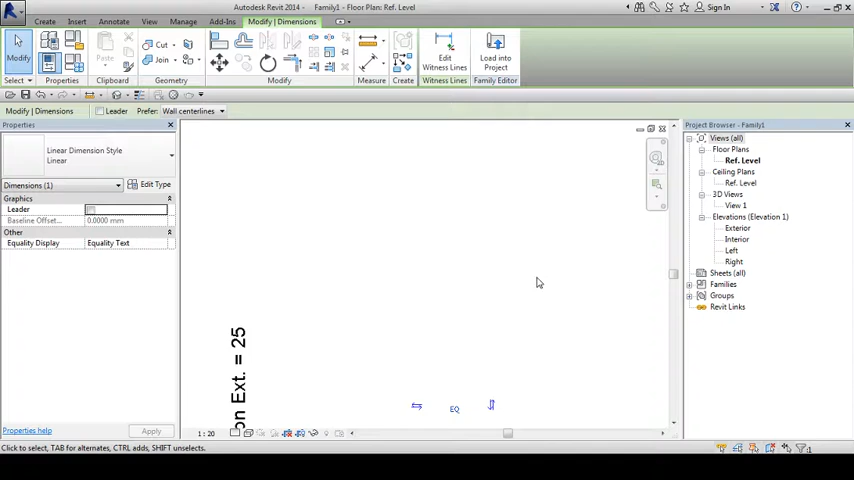 Autodesk Revit 2014 - Family1 - Floor Plan: Ref. Level
Sign In
Create Insert Annotate View Manage Add-Ins Modify | Dimensions
Modify
Paste
Cut
Join
Edit
Witness Lines
Load into
Project
Select Properties Clipboard Geometry Modify Measure Create Witness Lines Family Editor
Modify | Dimensions Leader Prefer: Wall centerlines
Properties
Linear Dimension Style
Linear
Dimensions (1) Edit Type
Graphics
Leader
Baseline Offset... 0.0000 mm
Other
Equality Display Equality Text
Properties help Apply
on Ext. = 25
EQ
2D
1 : 20
Project Browser - Family1
Views (all)
Floor Plans
Ref. Level
Ceiling Plans
Ref. Level
3D Views
View 1
Elevations (Elevation 1)
Exterior
Interior
Left
Right
Sheets (all)
Families
Groups
Revit Links
Click to select, TAB for alternates, CTRL adds, SHIFT unselects.
:1